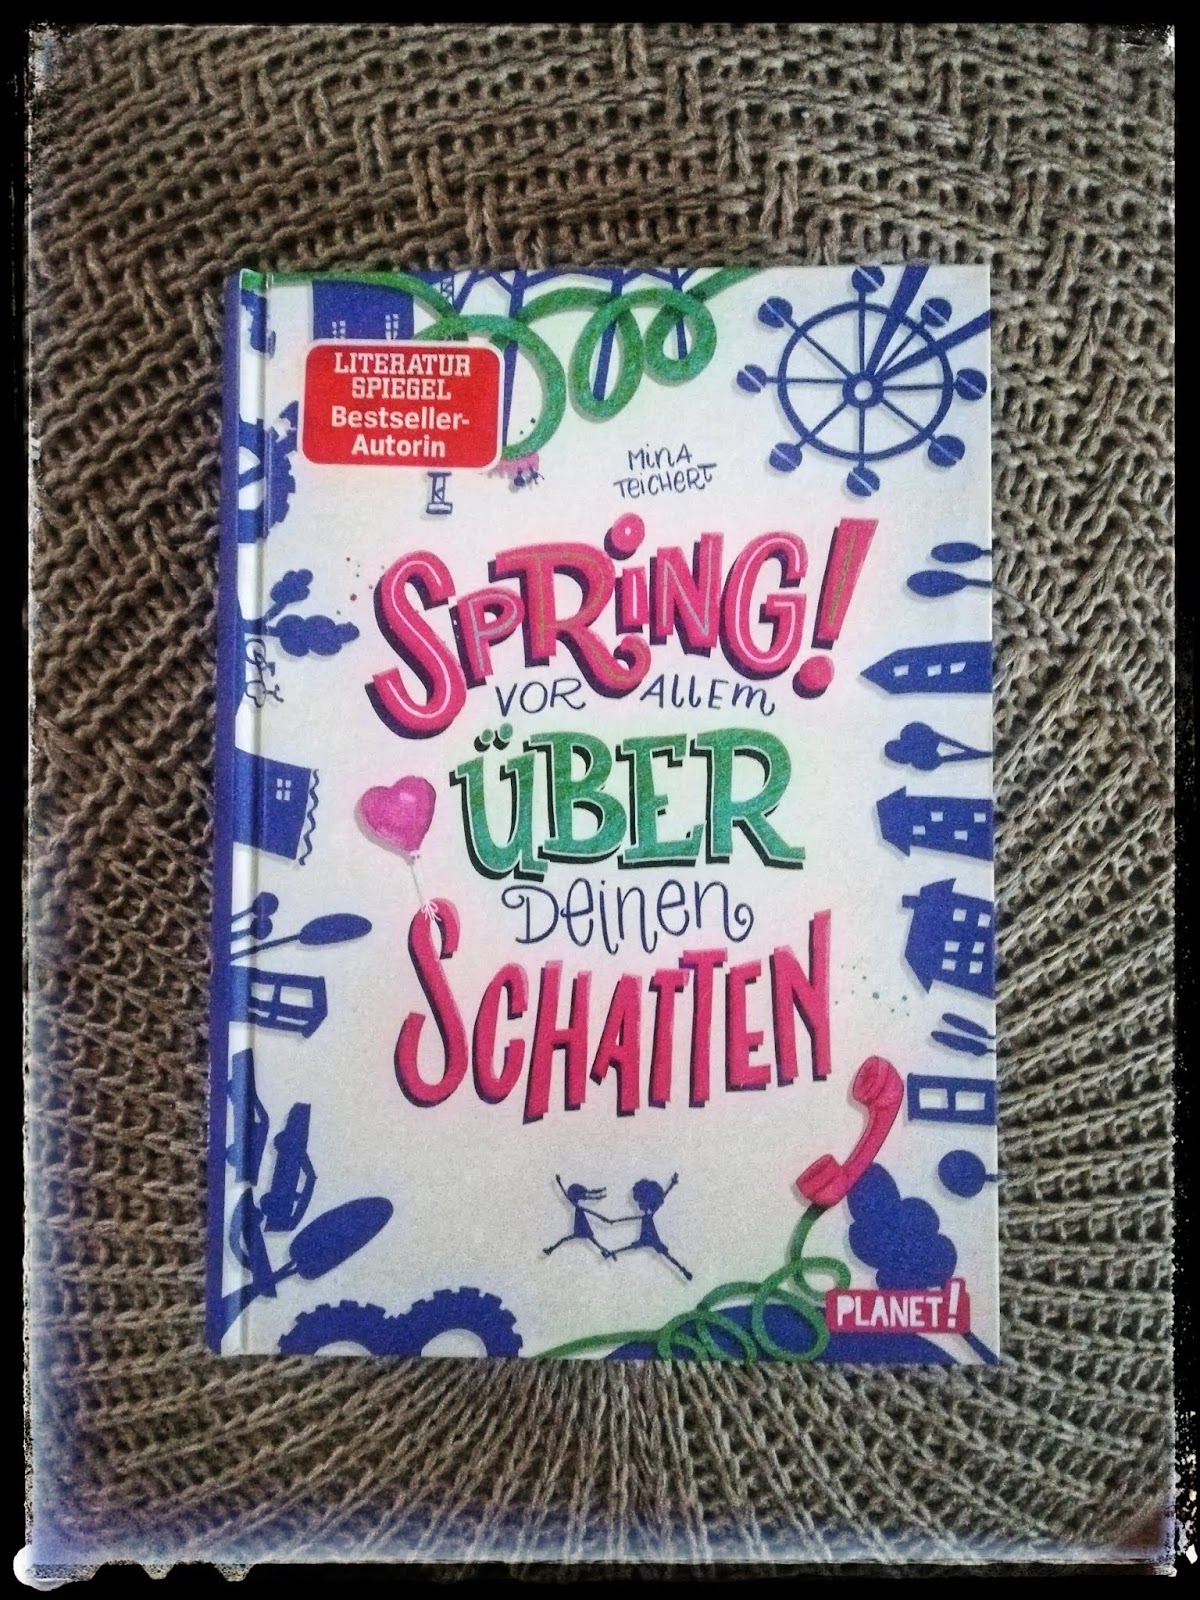 LITERATUR
SPIEGEL
Bestseller-
Autorin
MinA
TEiCHERT
SPRiNG!
VOR ALLEM
ÜBER
Deinen
SCHATTEN
PLANET!